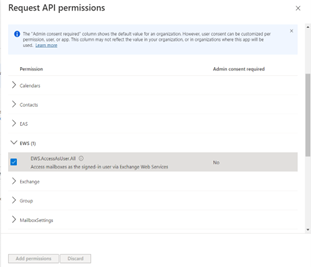 Request API permissions
The "Admin consent required" column shows the default value for an organization. However, user consent can be customized per
permission, user, or app. This column may not reflect the value in your organization, or in organizations where this app will be
used. Learn more
Permission Admin consent required
Calendars
Contacts
EAS
EWS (1)
EWS.AccessAsUser.All
Access mailboxes as the signed-in user via Exchange Web Services No
Exchange
Group
MailboxSettings
Add permissions Discard